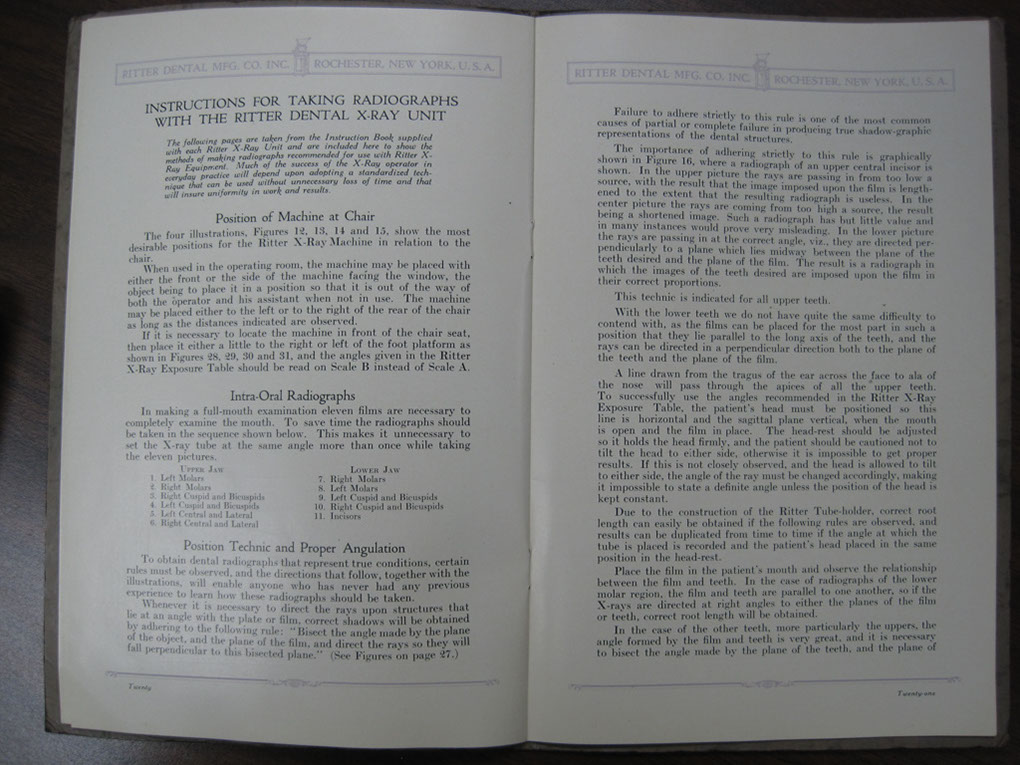 RITTER DENTAL MFG. CO. INC. ROCHESTER, NEW YORK, U.S.A.
INSTRUCTIONS FOR TAKING RADIOGRAPHS
WITH THE RITTER DENTAL X-RAY UNIT
The following pages are taken from the Instruction Book supplied
with each Ritter X-Ray Unit and are included here to show the
methods of making radiographs recommended for use with Ritter X-
Ray Equipment. Much of the success of the X-Ray operator in
everyday practice will depend upon adopting a standardized tech-
nique that can be used without unnecessary loss of time and that
will insure uniformity in work and results.
Position of Machine at Chair
The four illustrations, Figures 12, 13, 14 and 15, show the most
desirable positions for the Ritter X-Ray Machine in relation to the
chair.
When used in the operating room, the machine may be placed with
either the front or the side of the machine facing the window, the
object being to place it in a position so that it is out of the way of
both the operator and his assistant when not in use. The machine
may be placed either to the left or to the right of the rear of the chair
as long as the distances indicated are observed.
If it is necessary to locate the machine in front of the chair seat,
then place it either a little to the right or left of the foot platform as
shown in Figures 28, 29, 30 and 31, and the angles given in the Ritter
X-Ray Exposure Table should be read on Scale B instead of Scale A.
Intra-Oral Radiographs
In making a full-mouth examination eleven films are necessary to
completely examine the mouth. To save time the radiographs should
be taken in the sequence shown below. This makes it unnecessary to
set the X-ray tube at the same angle more than once while taking
the eleven pictures.
UPPER JAW
1. Left Molars
2. Right Molars
3. Right Cuspid and Bicuspids
4. Left Cuspid and Bicuspids
5. Left Central and Lateral
6. Right Central and Lateral
LOWER JAW
7. Right Molars
8. Left Molars
9. Left Cuspid and Bicuspids
10. Right Cuspid and Bicuspids
11. Incisors
Position Technic and Proper Angulation
To obtain dental radiographs that represent true conditions, certain
rules must be observed, and the directions that follow, together with the
illustrations, will enable anyone who has never had any previous
experience to learn how these radiographs should be taken.
Whenever it is necessary to direct the rays upon structures that
lie at an angle with the plate or film, correct shadows will be obtained
by adhering to the following rule: "Bisect the angle made by the plane
of the object, and the plane of the film, and direct the rays so they will
fall perpendicular to this bisected plane." (See Figures on page 27.)
Twenty
RITTER DENTAL MFG. CO. INC. ROCHESTER, NEW YORK, U.S.A.
Failure to adhere strictly to this rule is one of the most common
causes of partial or complete failure in producing true shadow-graphic
representations of the dental structures.
The importance of adhering strictly to this rule is graphically
shown in Figure 16, where a radiograph of an upper central incisor is
shown. In the upper picture the rays are passing in from too low a
source, with the result that the image imposed upon the film is length-
ened to the extent that the resulting radiograph is useless. In the
center picture the rays are coming from too high a source, the result
being a shortened image. Such a radiograph has but little value and
in many instances would prove very misleading. In the lower picture
the rays are passing in at the correct angle, viz., they are directed per-
pendicularly to a plane which lies midway between the plane of the
teeth desired and the plane of the film. The result is a radiograph in
which the images of the teeth desired are imposed upon the film in
their correct proportions.
This technic is indicated for all upper teeth.
With the lower teeth we do not have quite the same difficulty to
contend with, as the films can be placed for the most part in such a
position that they lie parallel to the long axis of the teeth, and the
rays can be directed in a perpendicular direction both to the plane of
the teeth and the plane of the film.
A line drawn from the tragus of the ear across the face to ala of
the nose will pass through the apices of all the upper teeth.
To successfully use the angles recommended in the Ritter X-Ray
Exposure Table, the patient's head must be positioned so this
line is horizontal and the sagittal plane vertical, when the mouth
is open and the film in place. The head-rest should be adjusted
so it holds the head firmly, and the patient should be cautioned not to
tilt the head to either side, otherwise it is impossible to get proper
results. If this is not closely observed, and the head is allowed to tilt
to either side, the angle of the ray must be changed accordingly, making
it impossible to state a definite angle unless the position of the head is
kept constant.
Due to the construction of the Ritter Tube-holder, correct root
length can easily be obtained if the following rules are observed, and
results can be duplicated from time to time if the angle at which the
tube is placed is recorded and the patient's head placed in the same
position in the head-rest.
Place the film in the patient's mouth and observe the relationship
between the film and teeth. In the case of radiographs of the lower
molar region, the film and teeth are parallel to one another, so if the
X-rays are directed at right angles to either the planes of the film
or teeth, correct root length will be obtained.
In the case of the other teeth, more particularly the uppers, the
angle formed by the film and teeth is very great, and it is necessary
to bisect the angle made by the plane of the teeth, and the plane of
Twenty-one